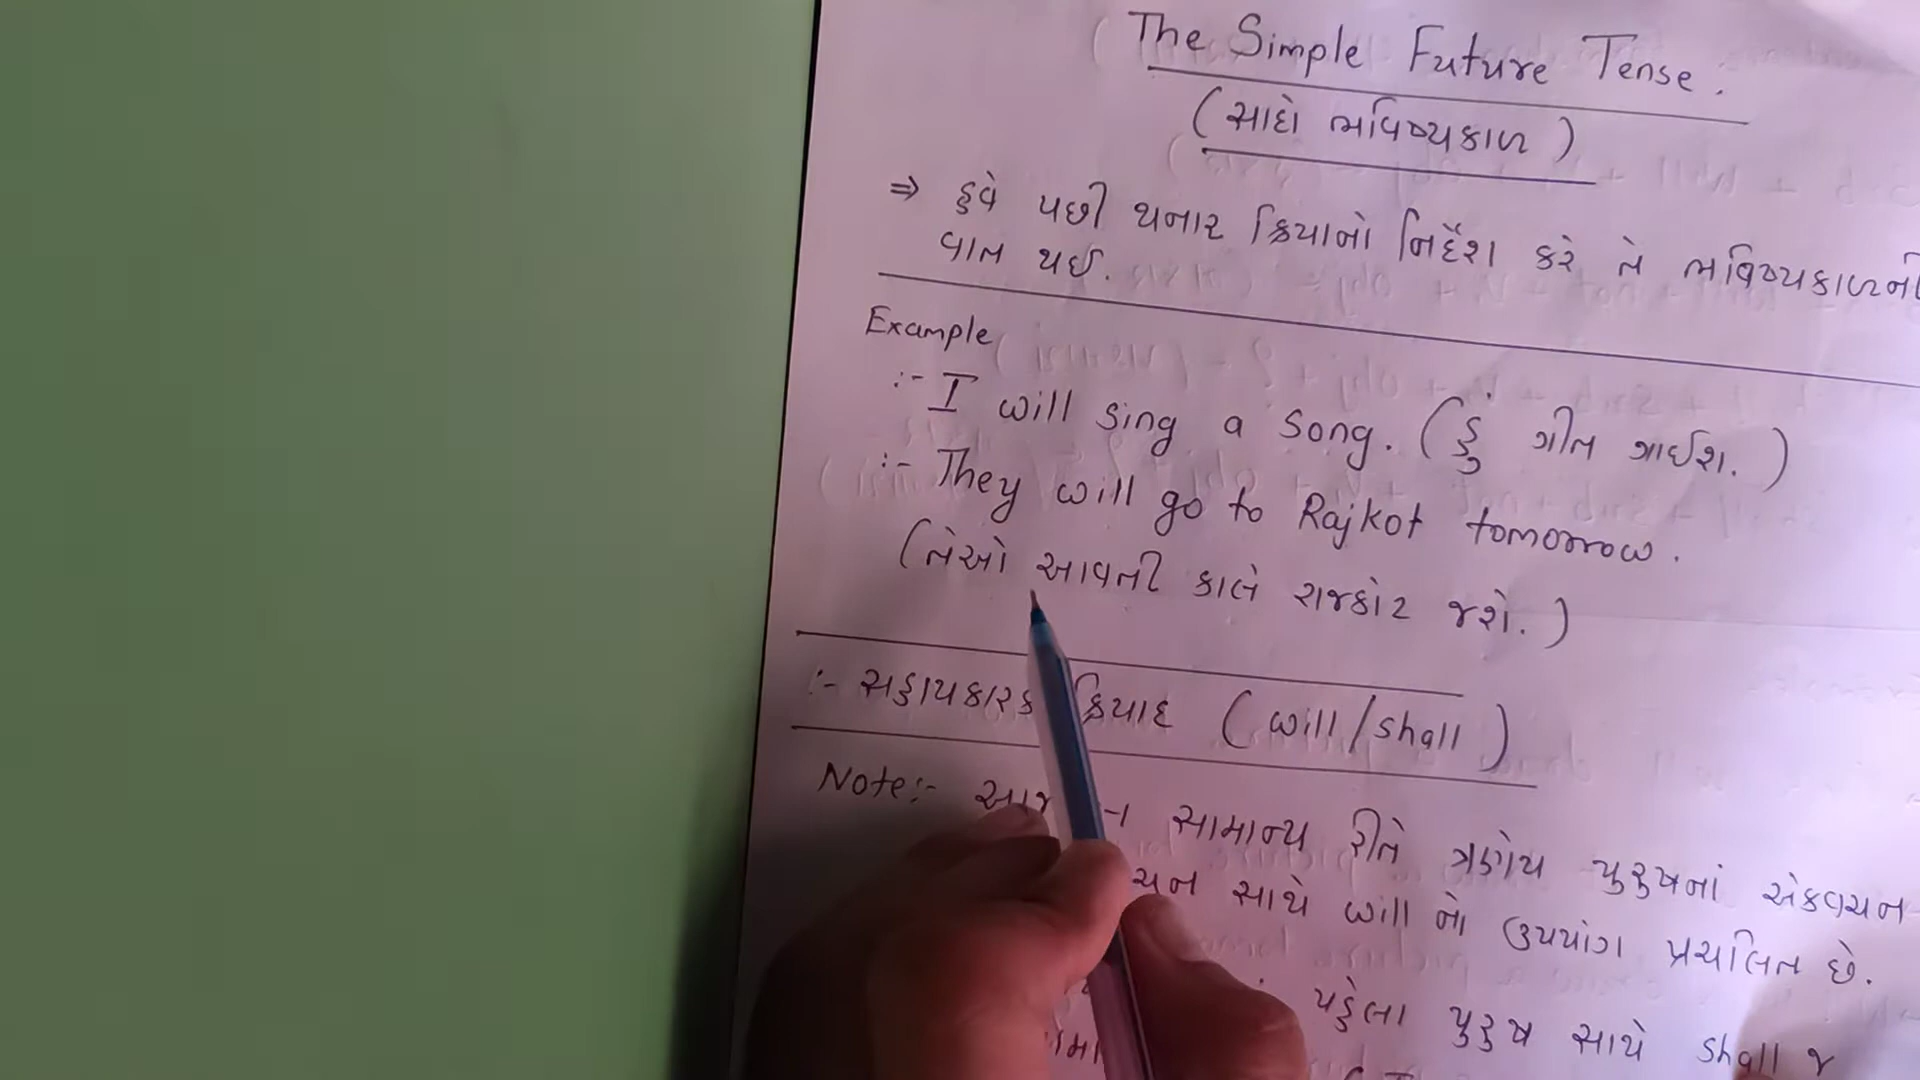 The Simple Future Tense.
(સાદો ભવિષ્યકાળ)
⇒ હવે પછી થનાર ક્રિયાનો નિર્દેશ કરે તે ભવિષ્યકાળની
વાત થઈ.
Example
:- I will sing a song. (હું ગીત ગાઈશ.)
:- They will go to Rajkot tomorrow.
(તેઓ આવતી કાલે રાજકોટ જશે.)
:- સહાયકારક ક્રિયાદ (will/shall)
Note:- સામાન્ય રીતે ત્રણેય પુરુષનાં એકવચન
સાથે will નો ઉપયોગ પ્રચલિત છે.
પહેલા પુરુષ સાથે shall જ